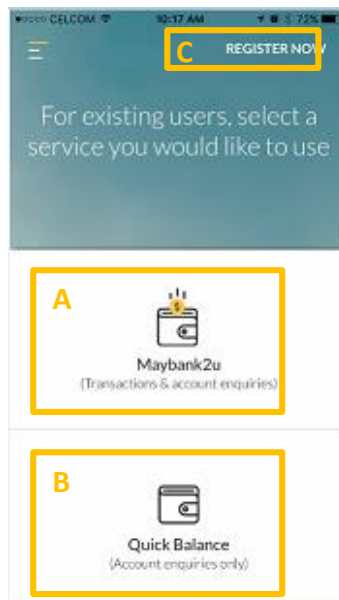 CELCOM 10:17 AM 72%
C REGISTER NOW
For existing users, select a
service you would like to use
A
Maybank2u
(Transactions & account enquiries)
B
Quick Balance
(Account enquiries only)